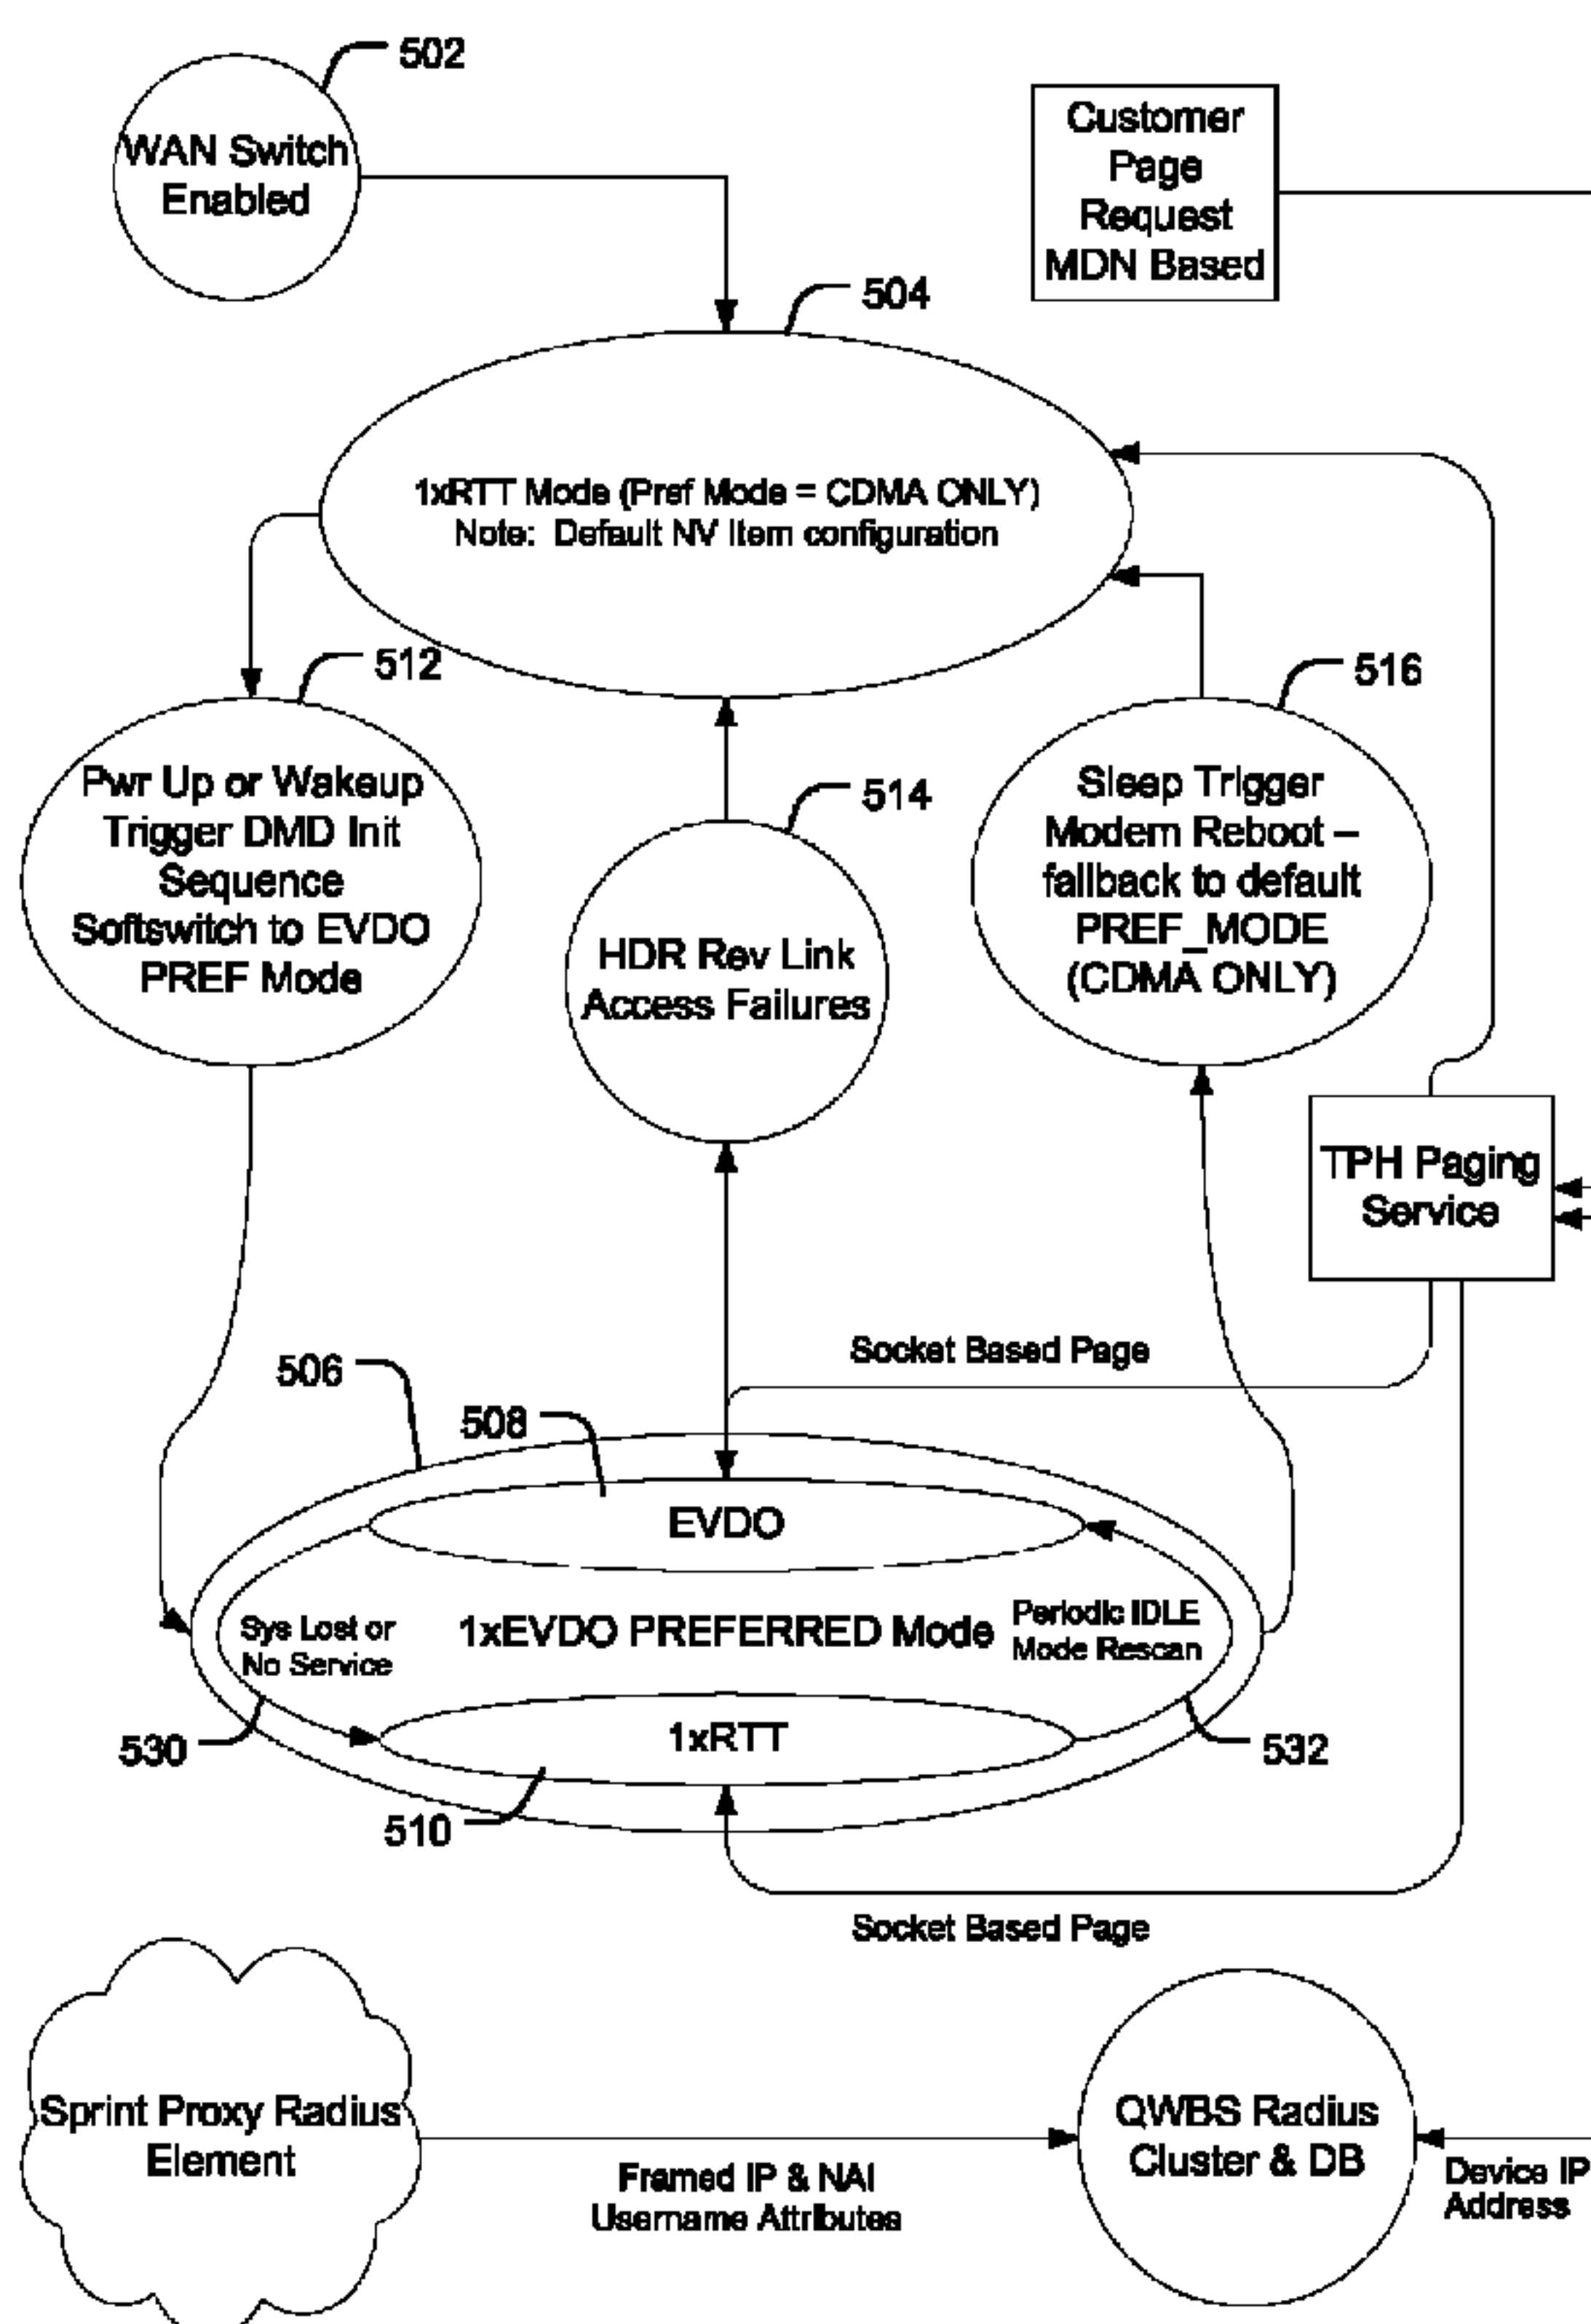 502
WAN Switch
Enabled
Customer
Page
Request
MDN Based
504
1xRTT Mode (Pref Mode = CDMA ONLY)
Note: Default NV Item configuration
512
516
Pwr Up or Wakeup
Trigger DMD Init
Sequence
Softswitch to EVDO
PREF Mode
514
HDR Rev Link
Access Failures
Sleep Trigger
Modem Reboot –
fallback to default
PREF_MODE
(CDMA ONLY)
TPH Paging
Service
Socket Based Page
506
508
EVDO
Sys Lost or
No Service
1xEVDO PREFERRED Mode
Periodic IDLE
Mode Rescan
1xRTT
530
532
510
Socket Based Page
Sprint Proxy Radius
Element
Framed IP & NAI
Username Attributes
QWBS Radius
Cluster & DB
Device IP
Address